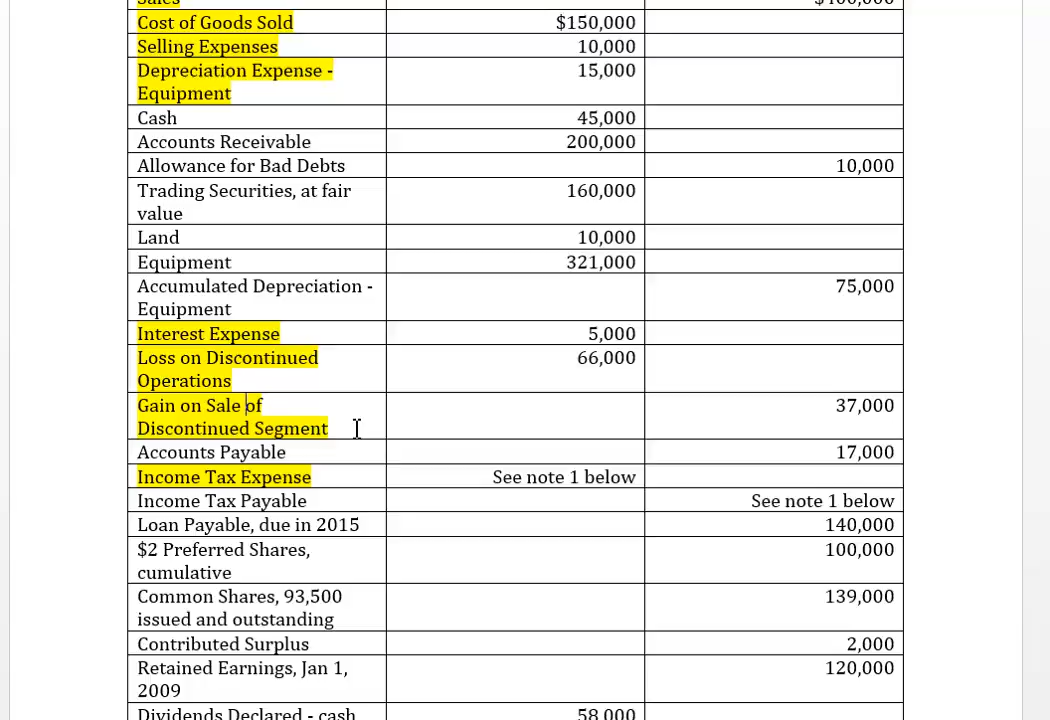 Sales $400,000
Cost of Goods Sold $150,000
Selling Expenses 10,000
Depreciation Expense - 15,000
Equipment
Cash 45,000
Accounts Receivable 200,000
Allowance for Bad Debts 10,000
Trading Securities, at fair 160,000
value
Land 10,000
Equipment 321,000
Accumulated Depreciation - 75,000
Equipment
Interest Expense 5,000
Loss on Discontinued 66,000
Operations
Gain on Sale of 37,000
Discontinued Segment
Accounts Payable 17,000
Income Tax Expense See note 1 below
Income Tax Payable See note 1 below
Loan Payable, due in 2015 140,000
$2 Preferred Shares, 100,000
cumulative
Common Shares, 93,500 139,000
issued and outstanding
Contributed Surplus 2,000
Retained Earnings, Jan 1, 120,000
2009
Dividends Declared - cash 58,000